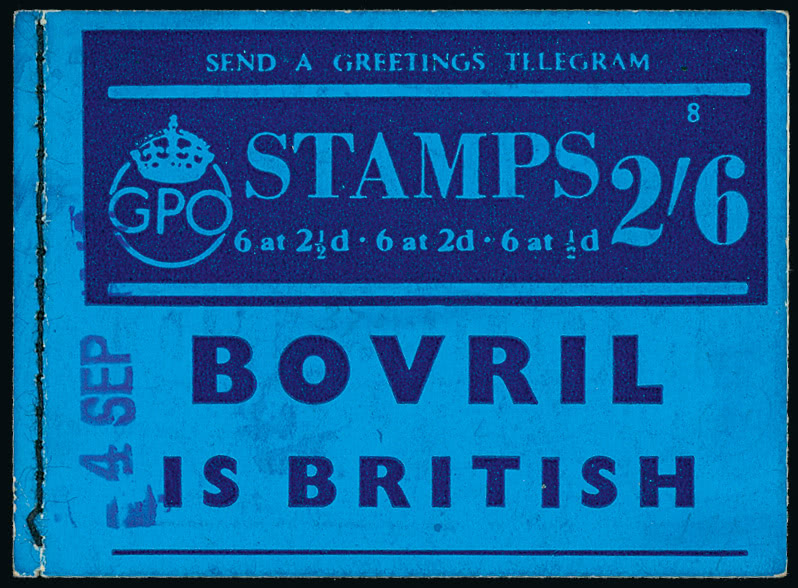 SEND A GREETINGS TELEGRAM
8
GPO
STAMPS 2/6
6 at 2½d · 6 at 2d · 6 at ½d
BOVRIL
IS BRITISH
4 SEP